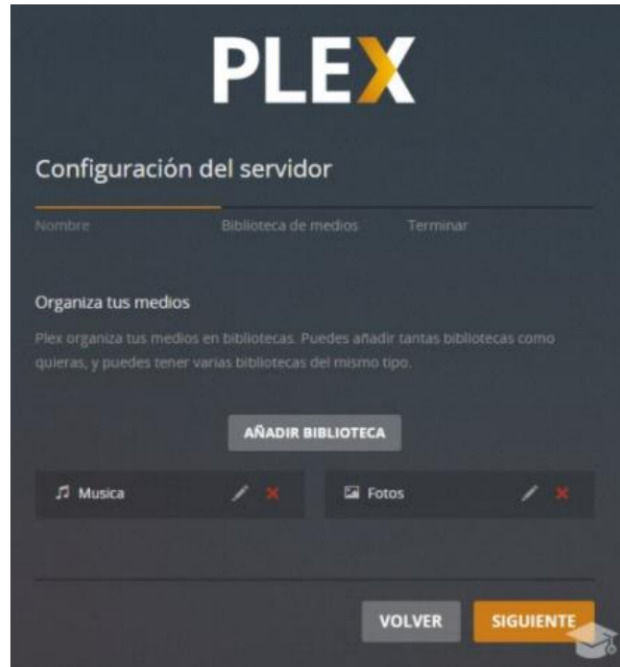 PLEX
Configuración del servidor
Nombre Biblioteca de medios Terminar
Organiza tus medios
Plex organiza tus medios en bibliotecas. Puedes añadir tantas bibliotecas como
quieras, y puedes tener varias bibliotecas del mismo tipo.
AÑADIR BIBLIOTECA
Musica Fotos
VOLVER SIGUIENTE